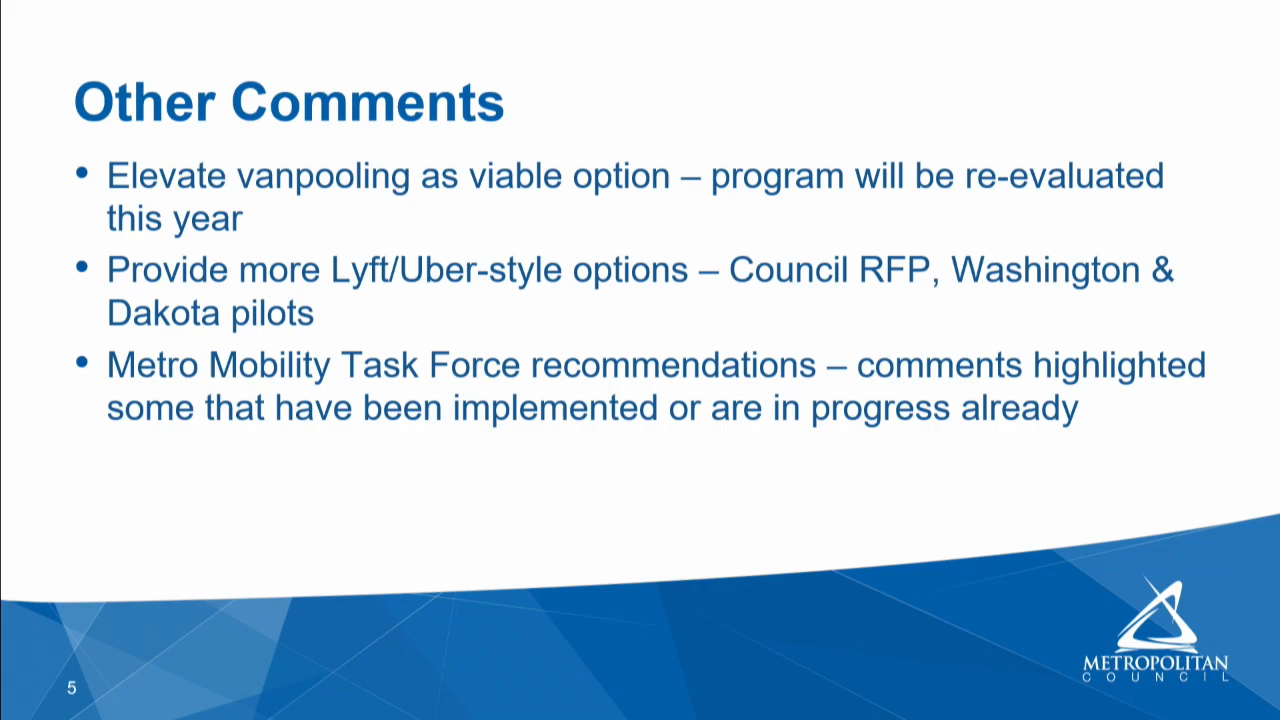 Other Comments
• Elevate vanpooling as viable option – program will be re-evaluated
this year
• Provide more Lyft/Uber-style options – Council RFP, Washington &
Dakota pilots
• Metro Mobility Task Force recommendations – comments highlighted
some that have been implemented or are in progress already
5
METROPOLITAN
COUNCIL